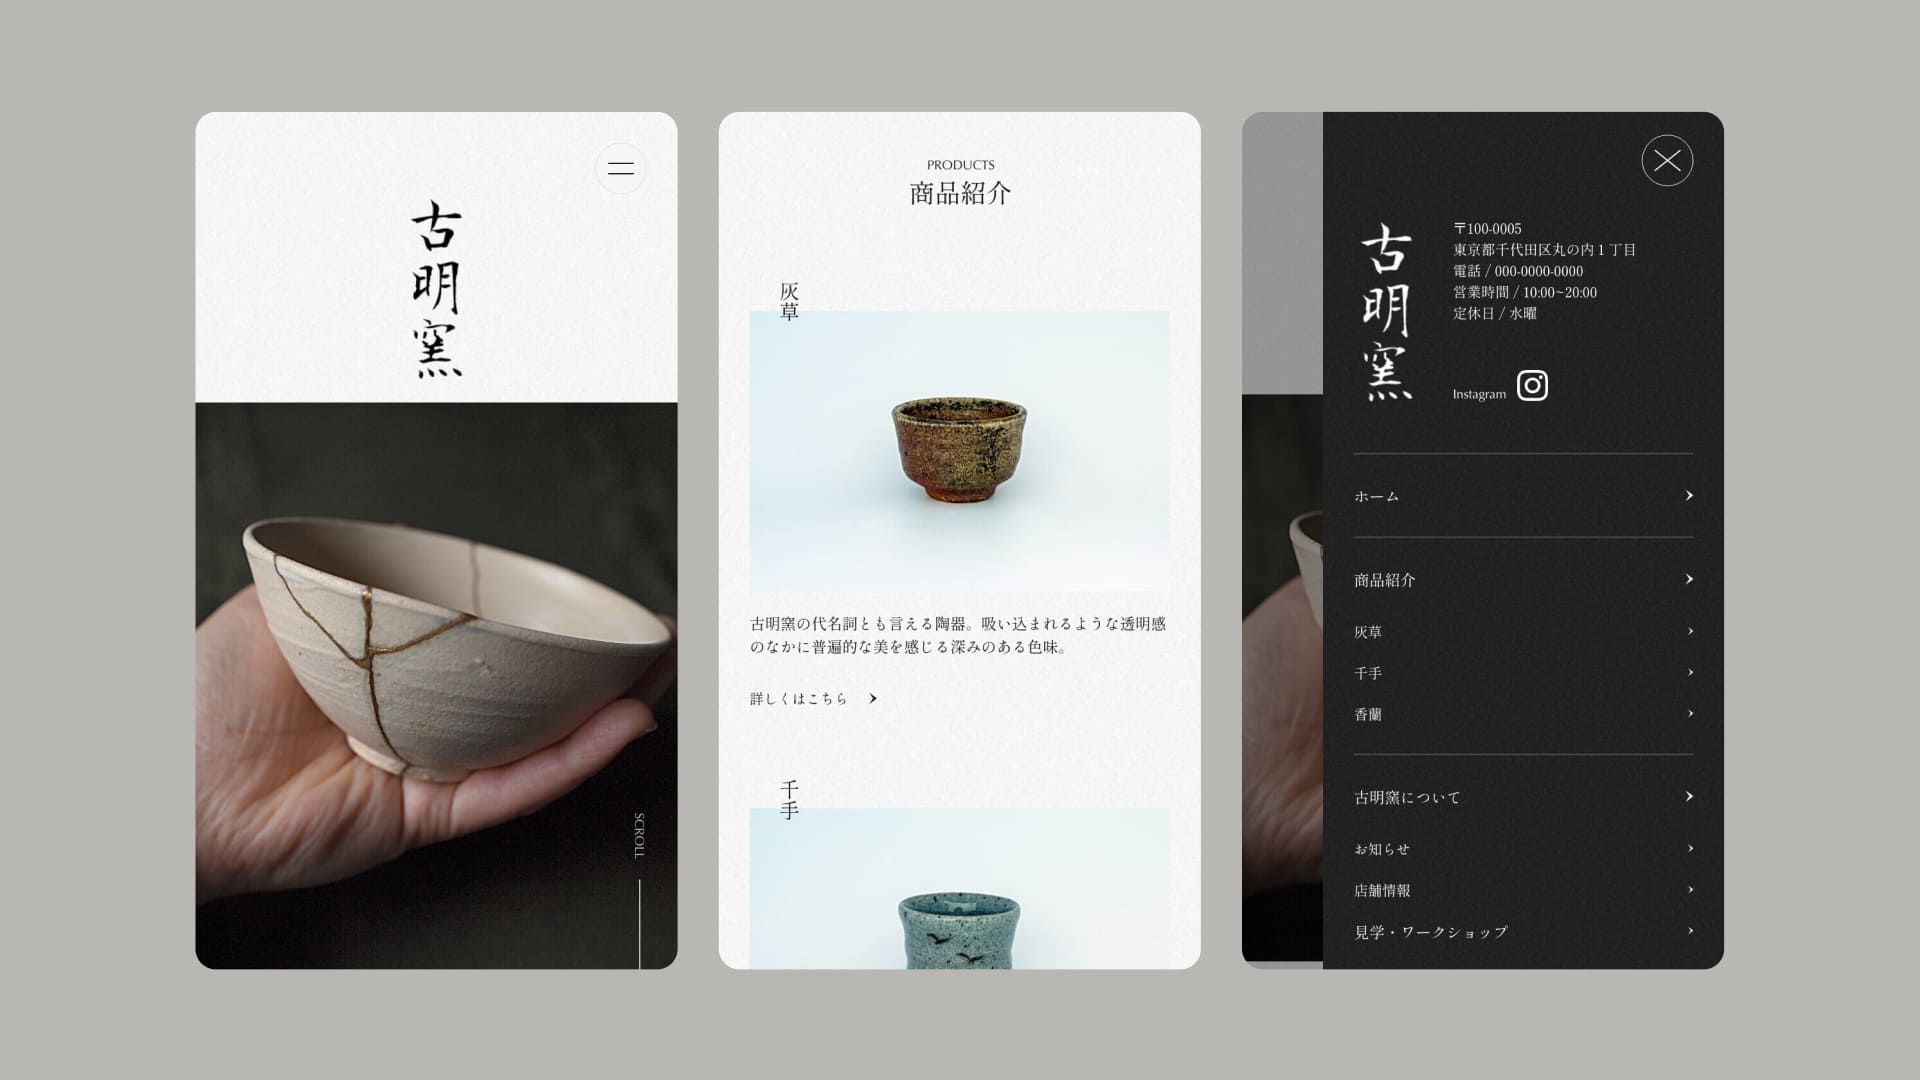 古明窯
SCROLL
PRODUCTS
商品紹介
灰草
古明窯の代名詞とも言える陶器。吸い込まれるような透明感
のなかに普遍的な美を感じる深みのある色味。
詳しくはこちら
千手
古明窯
〒100-0005
東京都千代田区丸の内１丁目
電話 / 000-0000-0000
営業時間 / 10:00~20:00
定休日 / 水曜
Instagram
ホーム
商品紹介
灰草
千手
香蘭
古明窯について
お知らせ
店舗情報
見学・ワークショップ